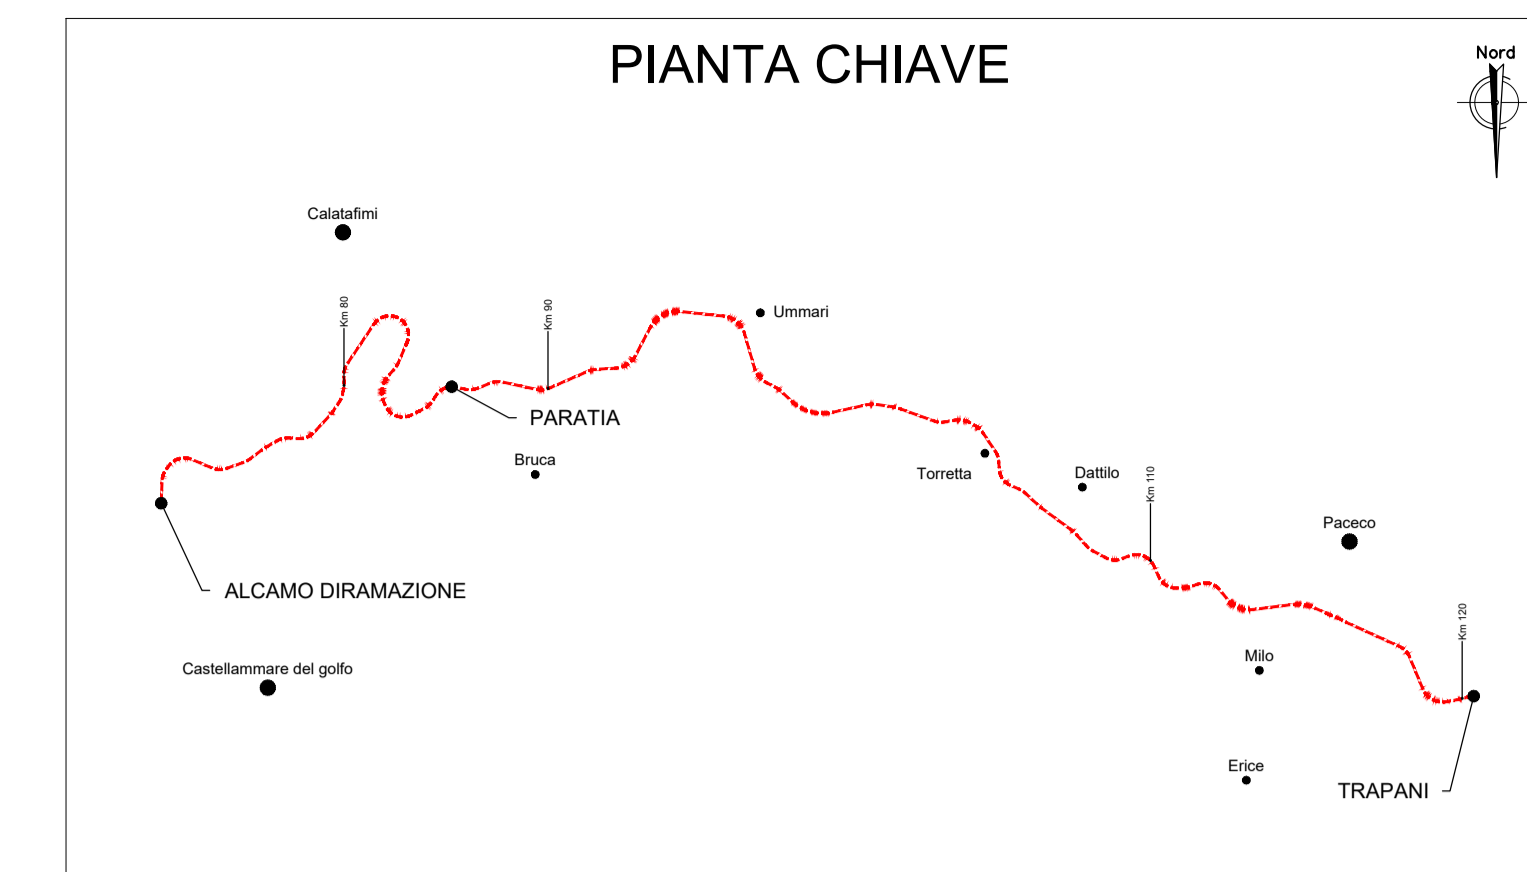 PIANTA CHIAVE
Nord
Calatafimi
Km 80
Km 90
Ummari
PARATIA
Bruca
Torretta
Dattilo
Km 110
Paceco
ALCAMO DIRAMAZIONE
Km 120
Milo
Castellammare del golfo
Erice
TRAPANI